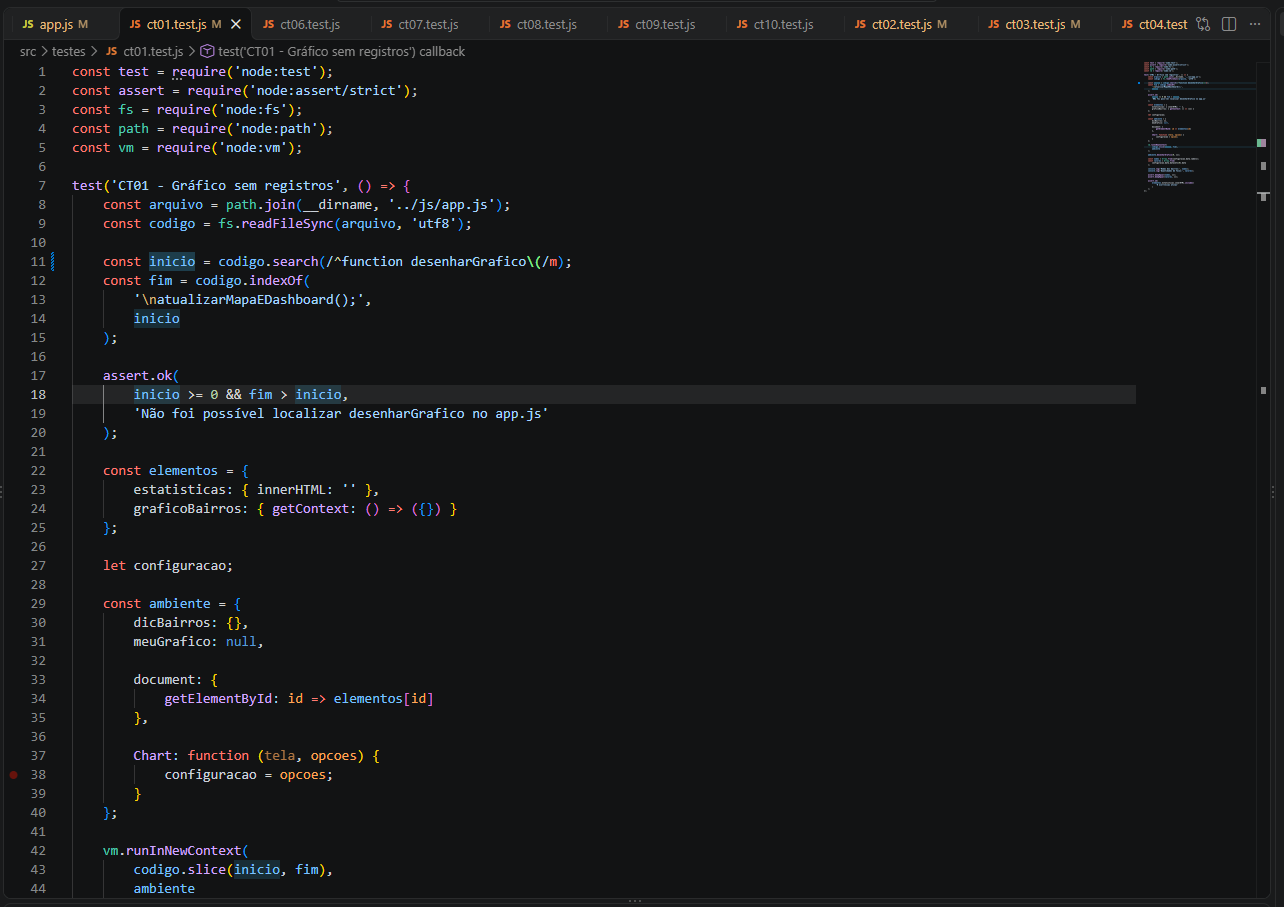 JS app.js M
JS ct01.test.js M
JS ct06.test.js
JS ct07.test.js
JS ct08.test.js
JS ct09.test.js
JS ct10.test.js
JS ct02.test.js M
JS ct03.test.js M
JS ct04.test
src > testes > JS ct01.test.js > test('CT01 - Gráfico sem registros') callback
1 const test = require('node:test');
2 const assert = require('node:assert/strict');
3 const fs = require('node:fs');
4 const path = require('node:path');
5 const vm = require('node:vm');
6
7 test('CT01 - Gráfico sem registros', () => {
8 const arquivo = path.join(__dirname, '../js/app.js');
9 const codigo = fs.readFileSync(arquivo, 'utf8');
10
11 const inicio = codigo.search(/^function desenharGrafico\(/m);
12 const fim = codigo.indexOf(
13 '\natualizarMapaEDashboard();',
14 inicio
15 );
16
17 assert.ok(
18 inicio >= 0 && fim > inicio,
19 'Não foi possível localizar desenharGrafico no app.js'
20 );
21
22 const elementos = {
23 estatisticas: { innerHTML: '' },
24 graficoBairros: { getContext: () => ({}) }
25 };
26
27 let configuracao;
28
29 const ambiente = {
30 dicBairros: {},
31 meuGrafico: null,
32
33 document: {
34 getElementById: id => elementos[id]
35 },
36
37 Chart: function (tela, opcoes) {
38 configuracao = opcoes;
39 }
40 };
41
42 vm.runInNewContext(
43 codigo.slice(inicio, fim),
44 ambiente